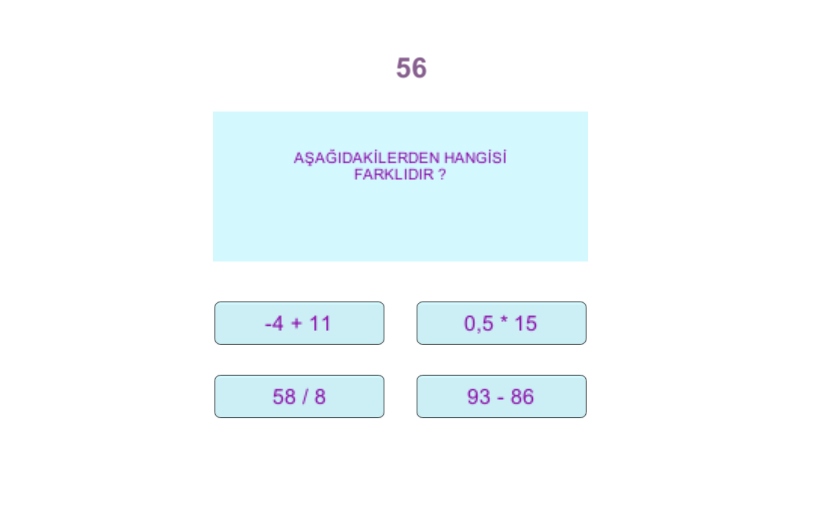 56
AŞAĞIDAKİLERDEN HANGİSİ
FARKLIDIR ?
-4 + 11
0,5 * 15
58 / 8
93 - 86